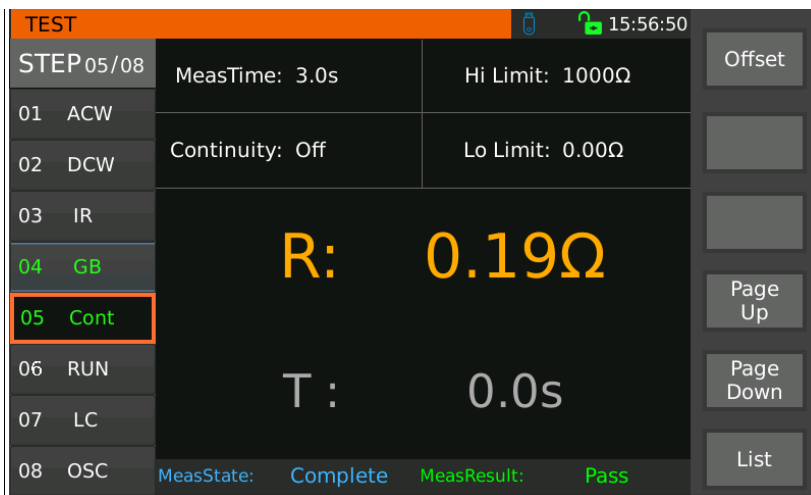 TEST
15:56:50
STEP 05/08
MeasTime: 3.0s
Hi Limit: 1000Ω
Continuity: Off
Lo Limit: 0.00Ω
01 ACW
02 DCW
03 IR
04 GB
05 Cont
06 RUN
07 LC
08 OSC
R: 0.19Ω
T : 0.0s
MeasState: Complete
MeasResult: Pass
Offset
Page
Up
Page
Down
List